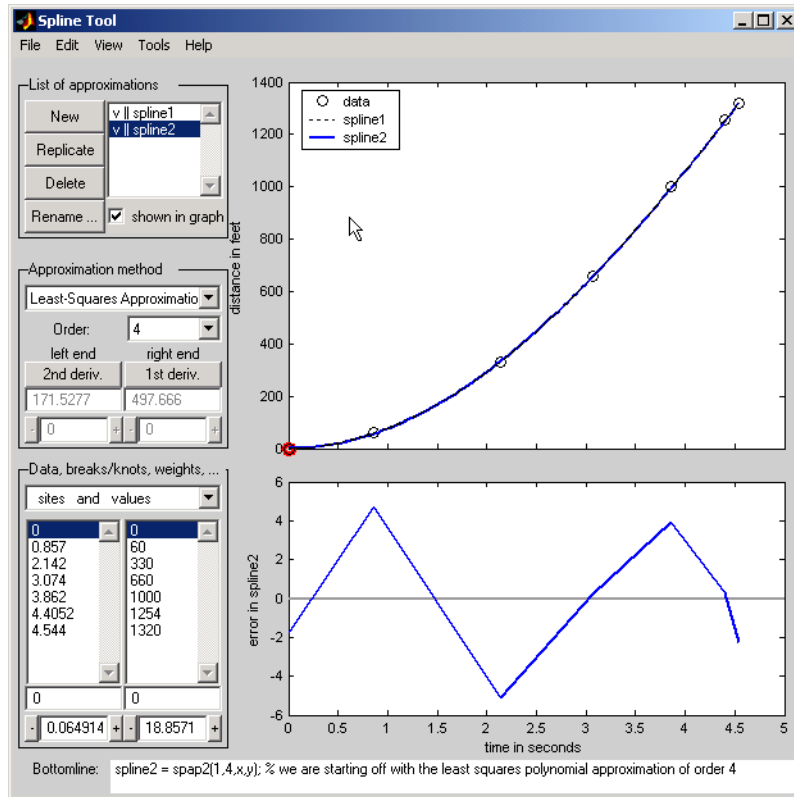 Spline Tool
File Edit View Tools Help
List of approximations
New
Replicate
Delete
Rename ...
v || spline1
v || spline2
shown in graph
Approximation method
Least-Squares Approximatio
Order: 4
left end right end
2nd deriv. 1st deriv.
171.5277 497.666
- 0 + - 0 +
Data, breaks/knots, weights, ...
sites and values
0 0
0.857 60
2.142 330
3.074 660
3.862 1000
4.4052 1254
4.544 1320
0 0
- 0.064914 + - 18.8571 +
1400
1200
1000
800
600
400
200
0
distance in feet
data
spline1
spline2
6
4
2
0
-2
-4
-6
error in spline2
0 0.5 1 1.5 2 2.5 3 3.5 4 4.5 5
time in seconds
Bottomline: spline2 = spap2(1,4,x,y); % we are starting off with the least squares polynomial approximation of order 4